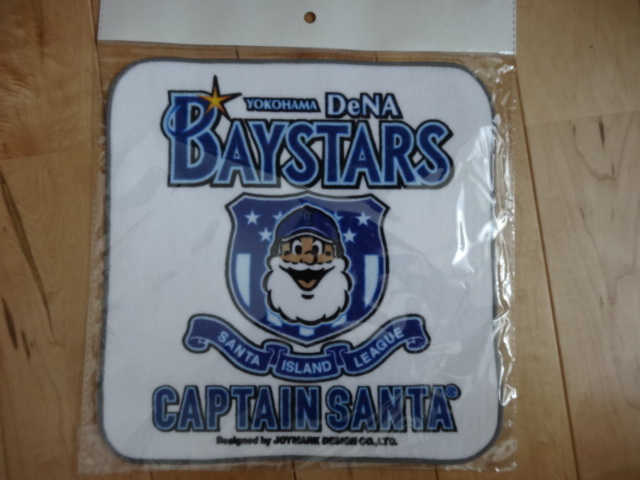 YOKOHAMA DeNA
BAYSTARS
SANTA ISLAND LEAGUE
CAPTAIN SANTA®
Designed by JOYMARK DESIGN CO.,LTD.